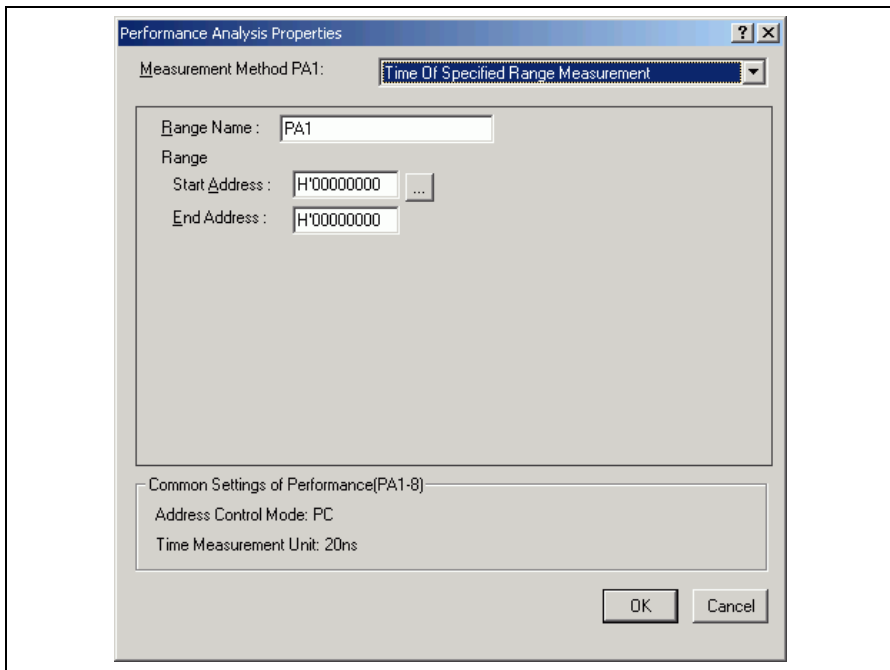 Performance Analysis Properties
Measurement Method PA1: Time Of Specified Range Measurement
Range Name : PA1
Range
Start Address : H'00000000 ...
End Address : H'00000000
Common Settings of Performance(PA1-8)
Address Control Mode: PC
Time Measurement Unit: 20ns
OK Cancel